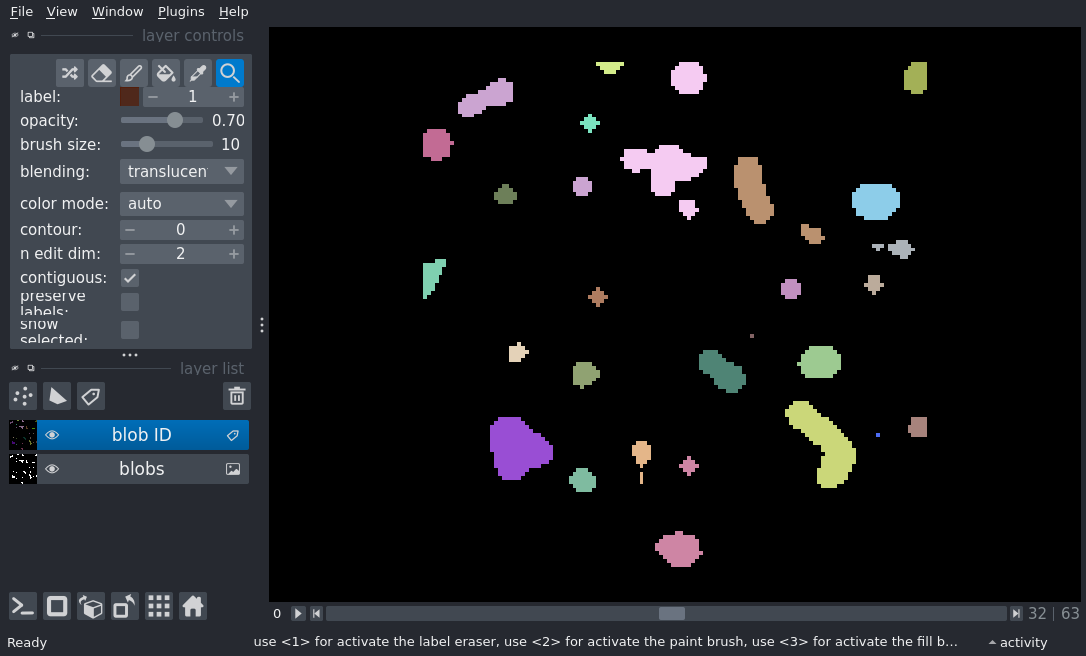 File View Window Plugins Help
layer controls
label: 1
opacity: 0.70
brush size: 10
blending: translucen
color mode: auto
contour: 0
n edit dim: 2
contiguous:
preserve
labels:
show
selected:
layer list
blob ID
blobs
0 32 63
Ready use <1> for activate the label eraser, use <2> for activate the paint brush, use <3> for activate the fill b... activity